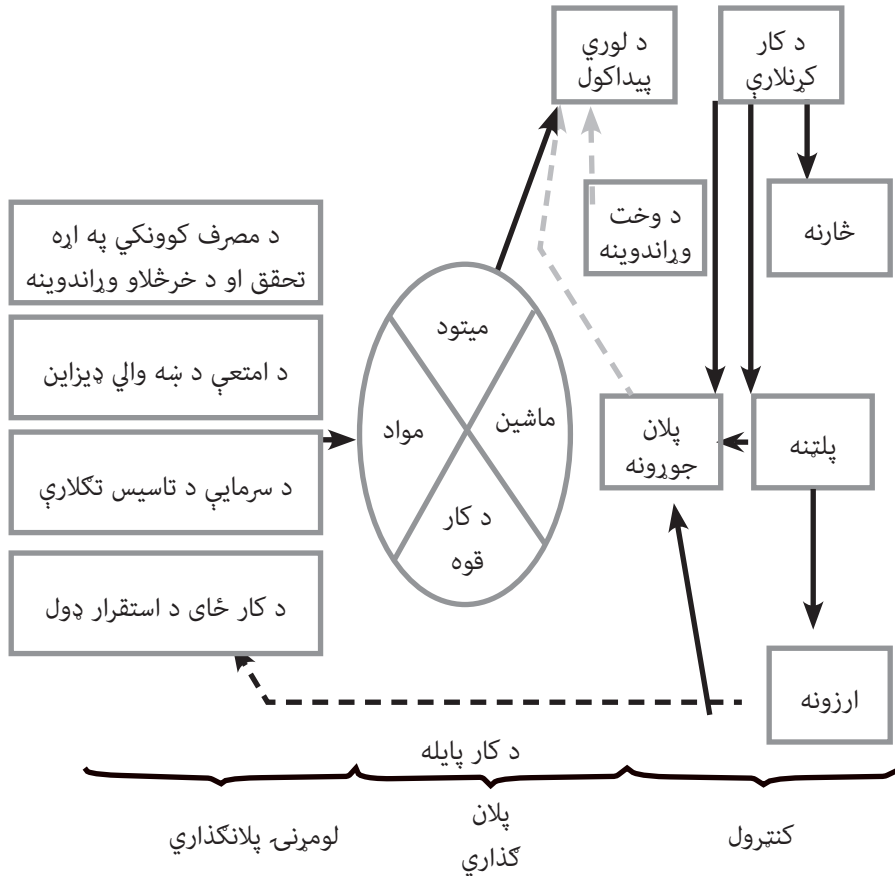 د لوري
پیداکول
د کار
کړنلارې
د وخت
وړاندوینه
څارنه
د مصرف کوونکي په اړه
تحقق او د خرڅلاو وړاندوینه
د امتعې د ښه والي ډیزاین
د سرمایې د تاسیس تګلارې
د کار ځای د استقرار ډول
میتود
مواد
ماشین
د کار
قوه
پلان
جوړونه
پلټنه
ارزونه
د کار پایله
لومړنۍ پلانګذاري
پلان
ګذاري
کنټرول